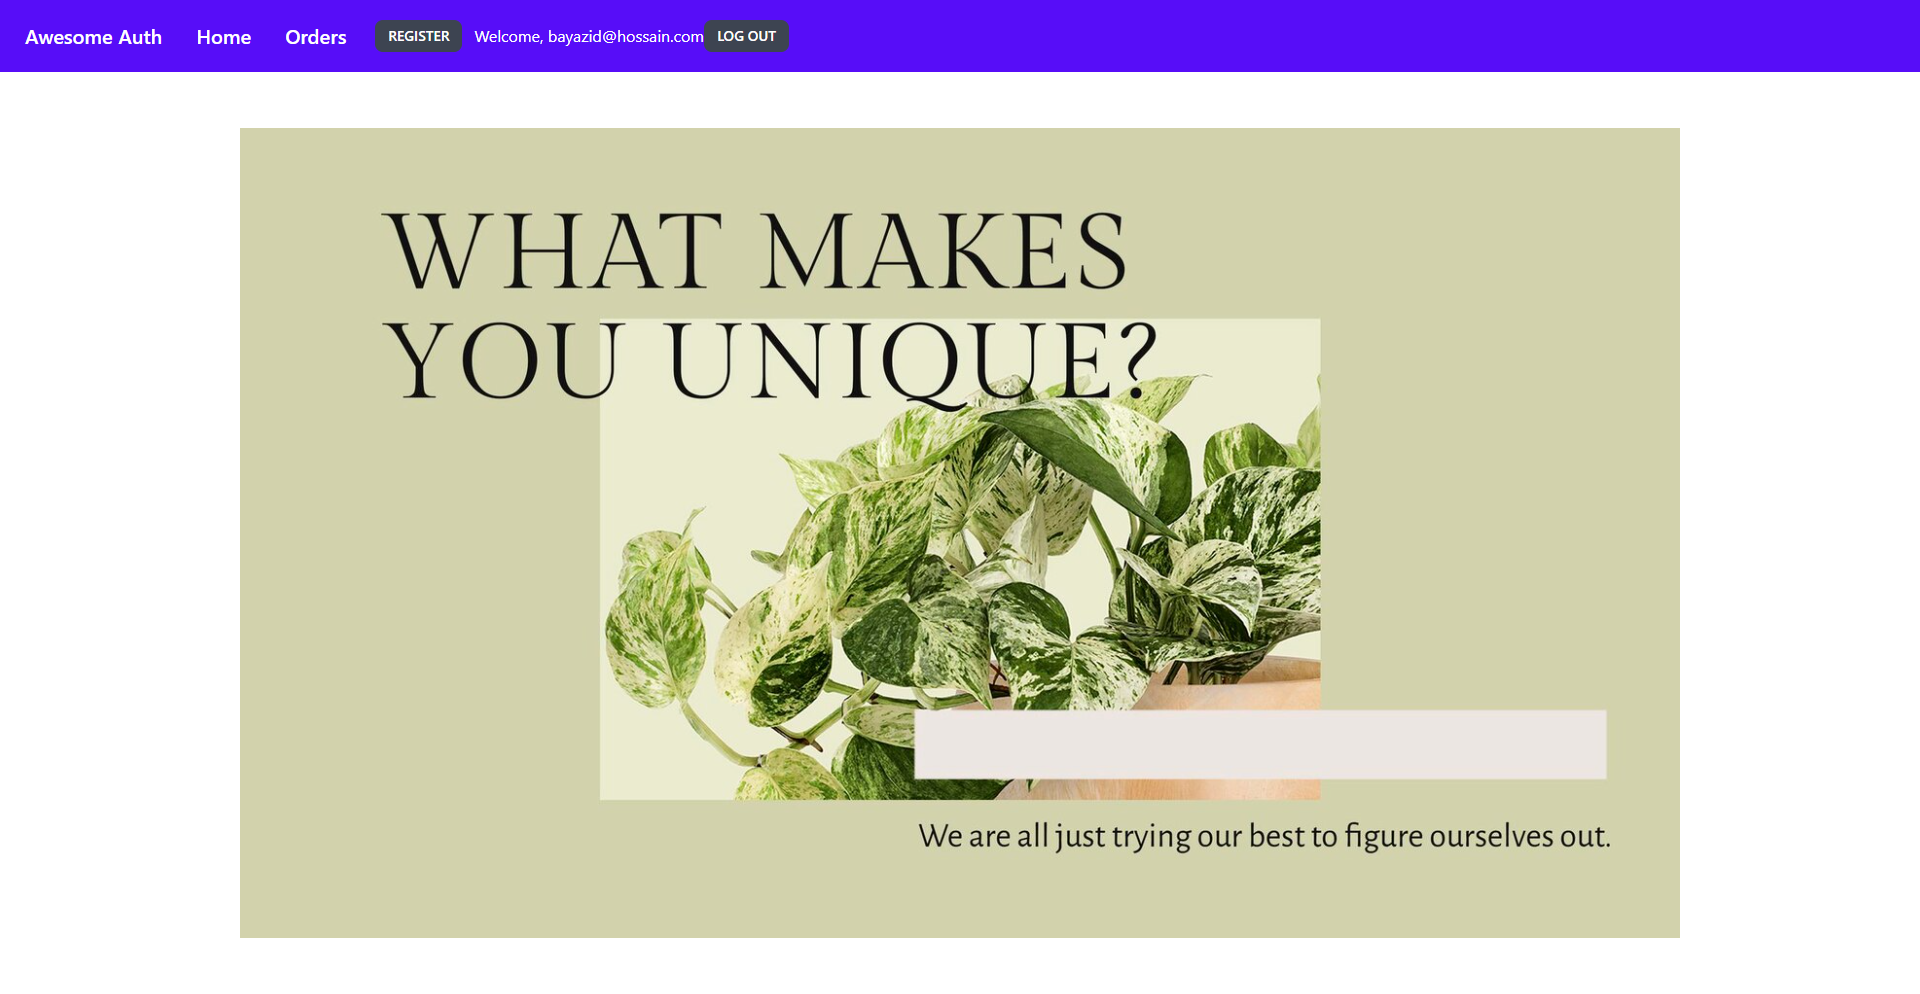 Awesome Auth Home Orders REGISTER Welcome, bayazid@hossain.com LOG OUT
WHAT MAKES
YOU UNIQUE?
We are all just trying our best to figure ourselves out.